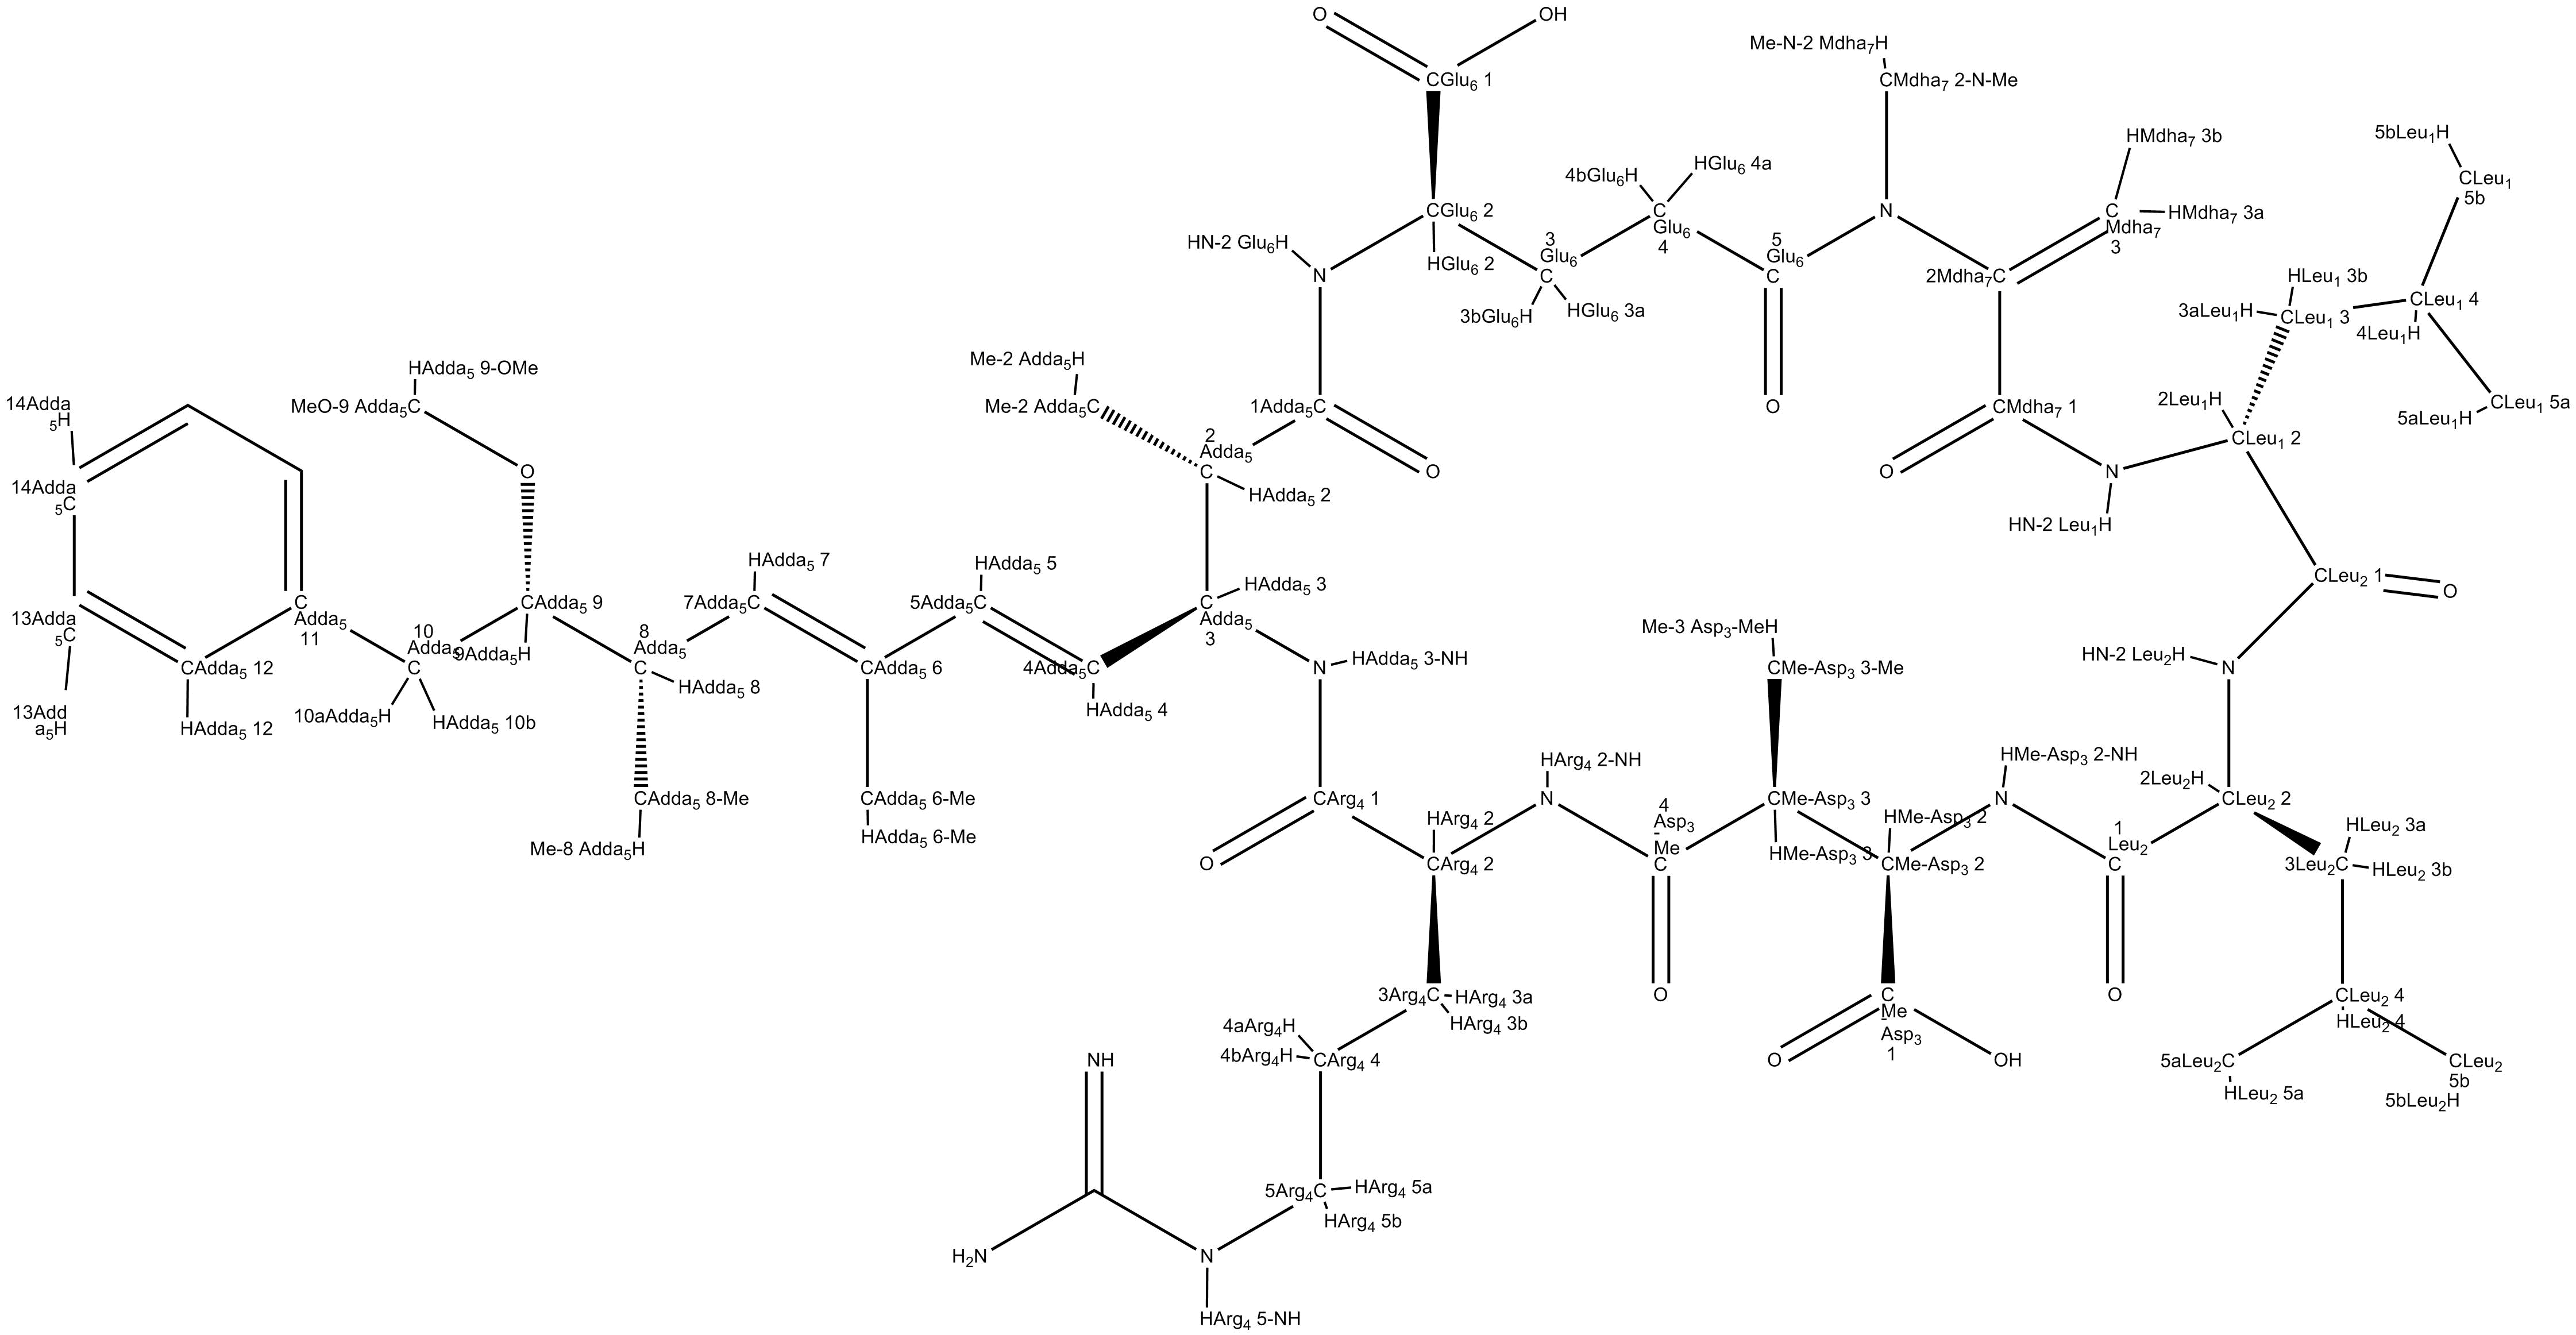 O
OH
CGlu6 1
Me-N-2 Mdha7H
CMdha7 2-N-Me
HMdha7 3b
5bLeu1H
CLeu1
5b
4bGlu6H
HGlu6 4a
CGlu6 2
C
Glu6
4
N
C
Mdha7
3
HMdha7 3a
HN-2 Glu6H
HGlu6 2
3
Glu6
C
5
Glu6
C
2Mdha7C
N
3bGlu6H
HGlu6 3a
HLeu1 3b
3aLeu1H
CLeu1 3
CLeu1 4
4Leu1H
Me-2 Adda5H
Me-2 Adda5C
1Adda5C
O
CMdha7 1
2Leu1H
CLeu1 5a
5aLeu1H
HAdda5 9-OMe
MeO-9 Adda5C
14Adda
5H
2
Adda5
C
O
O
N
CLeu1 2
O
14Adda
5C
HAdda5 2
HN-2 Leu1H
HAdda5 7
HAdda5 5
HAdda5 3
CLeu2 1
O
13Adda
5C
C
Adda5
11
CAdda5 9
7Adda5C
5Adda5C
C
Adda5
3
10
Adda5
C
9Adda5H
8
Adda5
C
CAdda5 6
4Adda5C
N
HAdda5 3-NH
Me-3 Asp3-MeH
CMe-Asp3 3-Me
HN-2 Leu2H
N
CAdda5 12
HAdda5 8
HAdda5 4
13Add
a5H
HAdda5 12
10aAdda5H
HAdda5 10b
HArg4 2-NH
HMe-Asp3 2-NH
2Leu2H
CAdda5 8-Me
CAdda5 6-Me
CArg4 1
N
4
Asp3
-
Me
C
CMe-Asp3 3
N
CLeu2 2
Me-8 Adda5H
HAdda5 6-Me
HArg4 2
HMe-Asp3 2
HLeu2 3a
O
CArg4 2
HMe-Asp3 3
CMe-Asp3 2
1
Leu2
C
3Leu2C
HLeu2 3b
3Arg4C
HArg4 3a
HArg4 3b
O
C
Me
-
Asp3
1
O
CLeu2 4
HLeu2 4
4aArg4H
4bArg4H
CArg4 4
NH
O
OH
5aLeu2C
HLeu2 5a
CLeu2
5b
5bLeu2H
5Arg4C
HArg4 5a
HArg4 5b
H2N
N
HArg4 5-NH